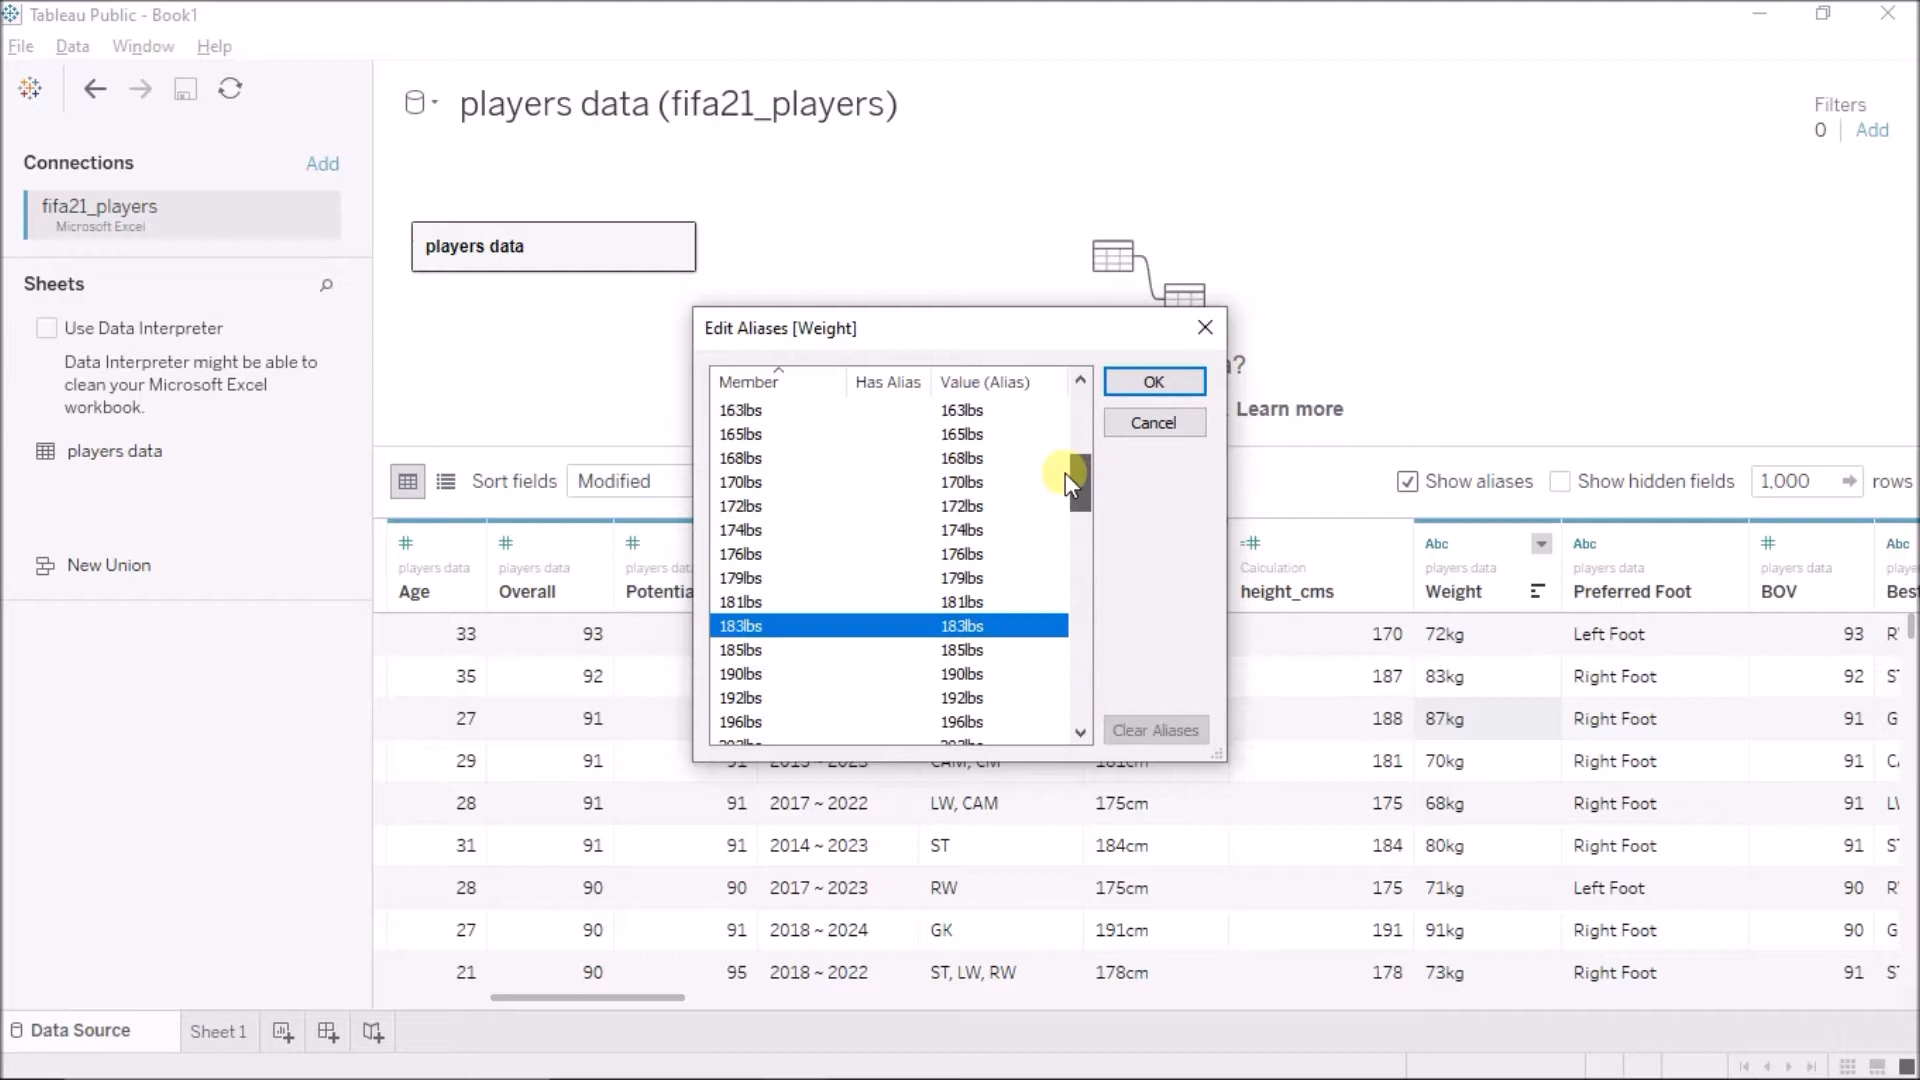 Tableau Public - Book1
File Data Window Help
Connections Add
fifa21_players
Microsoft Excel
Sheets
Use Data Interpreter
Data Interpreter might be able to
clean your Microsoft Excel
workbook.
players data
New Union
players data (fifa21_players)
Filters
0 Add
players data
?
Learn more
Sort fields Modified
Show aliases Show hidden fields 1,000 rows
Edit Aliases [Weight]
Member Has Alias Value (Alias)
163lbs 163lbs
165lbs 165lbs
168lbs 168lbs
170lbs 170lbs
172lbs 172lbs
174lbs 174lbs
176lbs 176lbs
179lbs 179lbs
181lbs 181lbs
183lbs 183lbs
185lbs 185lbs
190lbs 190lbs
192lbs 192lbs
196lbs 196lbs
OK
Cancel
Clear Aliases
# # # =# Abc Abc # Abc
players data players data players dat Calculation players data players data players data playe
Age Overall Potentia height_cms Weight Preferred Foot BOV Best
33 93 170 72kg Left Foot 93 R
35 92 187 83kg Right Foot 92 S
27 91 188 87kg Right Foot 91 G
29 91 181 70kg Right Foot 91
28 91 91 2017 ~ 2022 LW, CAM 175cm 175 68kg Right Foot 91
31 91 91 2014 ~ 2023 ST 184cm 184 80kg Right Foot 91 S
28 90 90 2017 ~ 2023 RW 175cm 175 71kg Left Foot 90 R
27 90 91 2018 ~ 2024 GK 191cm 191 91kg Right Foot 90 G
21 90 95 2018 ~ 2022 ST, LW, RW 178cm 178 73kg Right Foot 91 S
Data Source Sheet 1